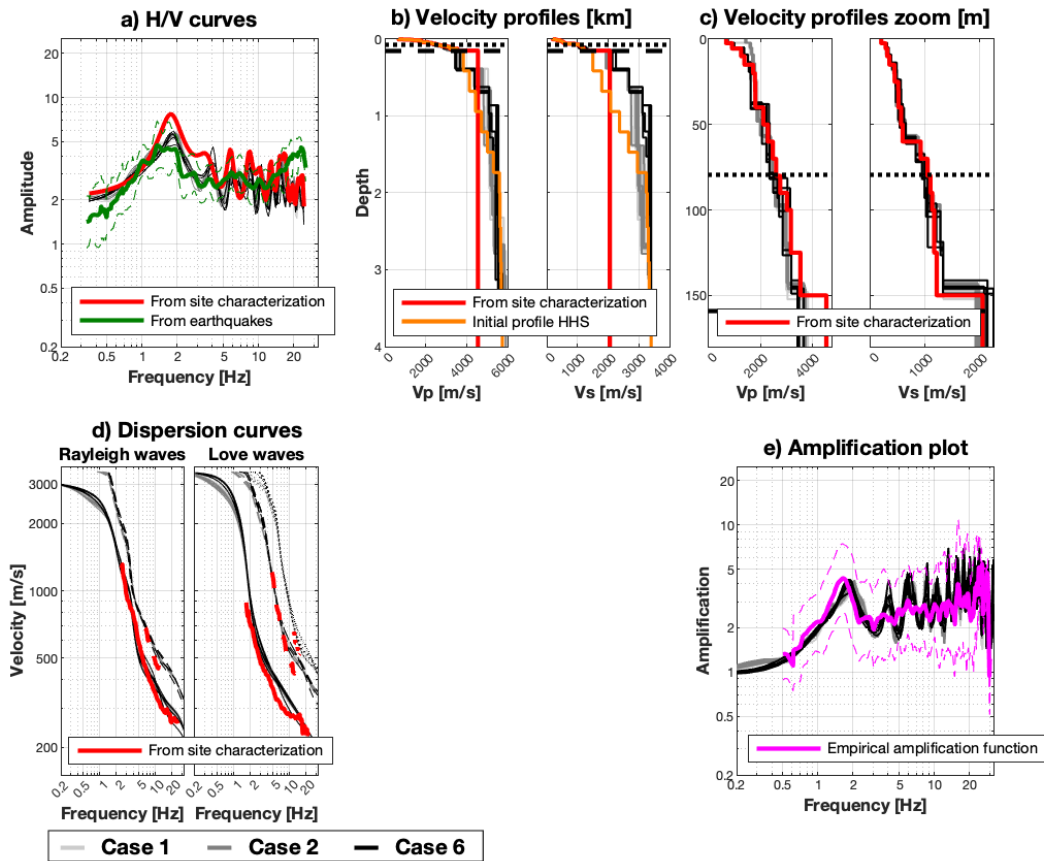 a) H/V curves
20
10
5
2
1
0.5
0.2
Amplitude
0.2
0.5
1
2
5
10
20
Frequency [Hz]
From site characterization
From earthquakes
b) Velocity profiles [km]
0
1
2
3
4
Depth
0
2000
4000
6000
Vp [m/s]
0
1000
2000
3000
4000
Vs [m/s]
From site characterization
Initial profile HHS
c) Velocity profiles zoom [m]
0
50
100
150
0
2000
4000
Vp [m/s]
0
1000
2000
Vs [m/s]
From site characterization
d) Dispersion curves
Rayleigh waves
Love waves
3000
2000
1000
500
200
Velocity [m/s]
0.2
0.5
1
2
5
10
20
Frequency [Hz]
0.2
0.5
1
2
5
10
20
Frequency [Hz]
From site characterization
e) Amplification plot
20
10
5
2
1
0.5
0.2
Amplification
0.2
0.5
1
2
5
10
20
Frequency [Hz]
Empirical amplification function
Case 1
Case 2
Case 6